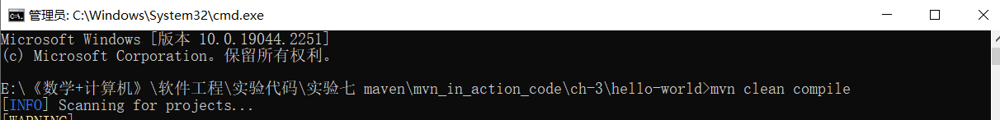 管理员: C:\Windows\System32\cmd.exe
Microsoft Windows [版本 10.0.19044.2251]
(c) Microsoft Corporation。保留所有权利。
E:\《数学+计算机》\软件工程\实验代码\实验七 maven\mvn_in_action_code\ch-3\hello-world>mvn clean compile
[INFO] Scanning for projects...
[WARNING]